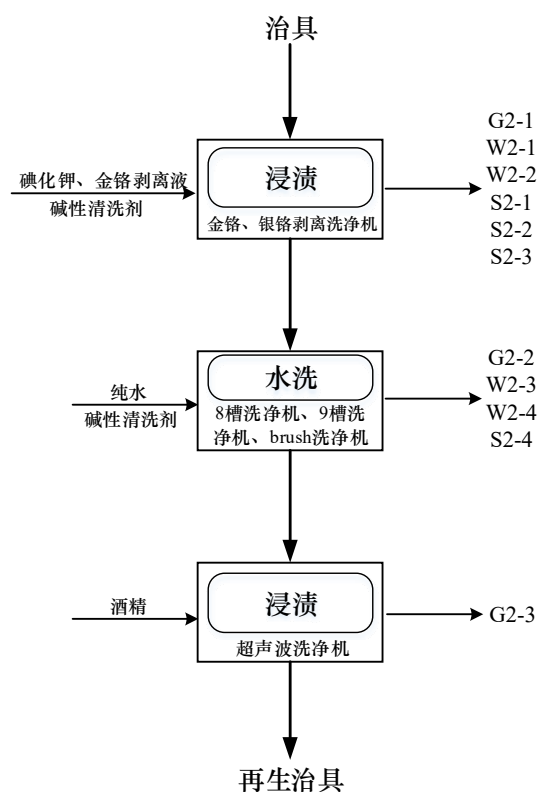 治具
碘化钾、金铬剥离液
碱性清洗剂
浸渍
金铬、银铬剥离洗净机
G2-1
W2-1
W2-2
S2-1
S2-2
S2-3
纯水
碱性清洗剂
水洗
8槽洗净机、9槽洗
净机、brush洗净机
G2-2
W2-3
W2-4
S2-4
酒精
浸渍
超声波洗净机
G2-3
再生治具